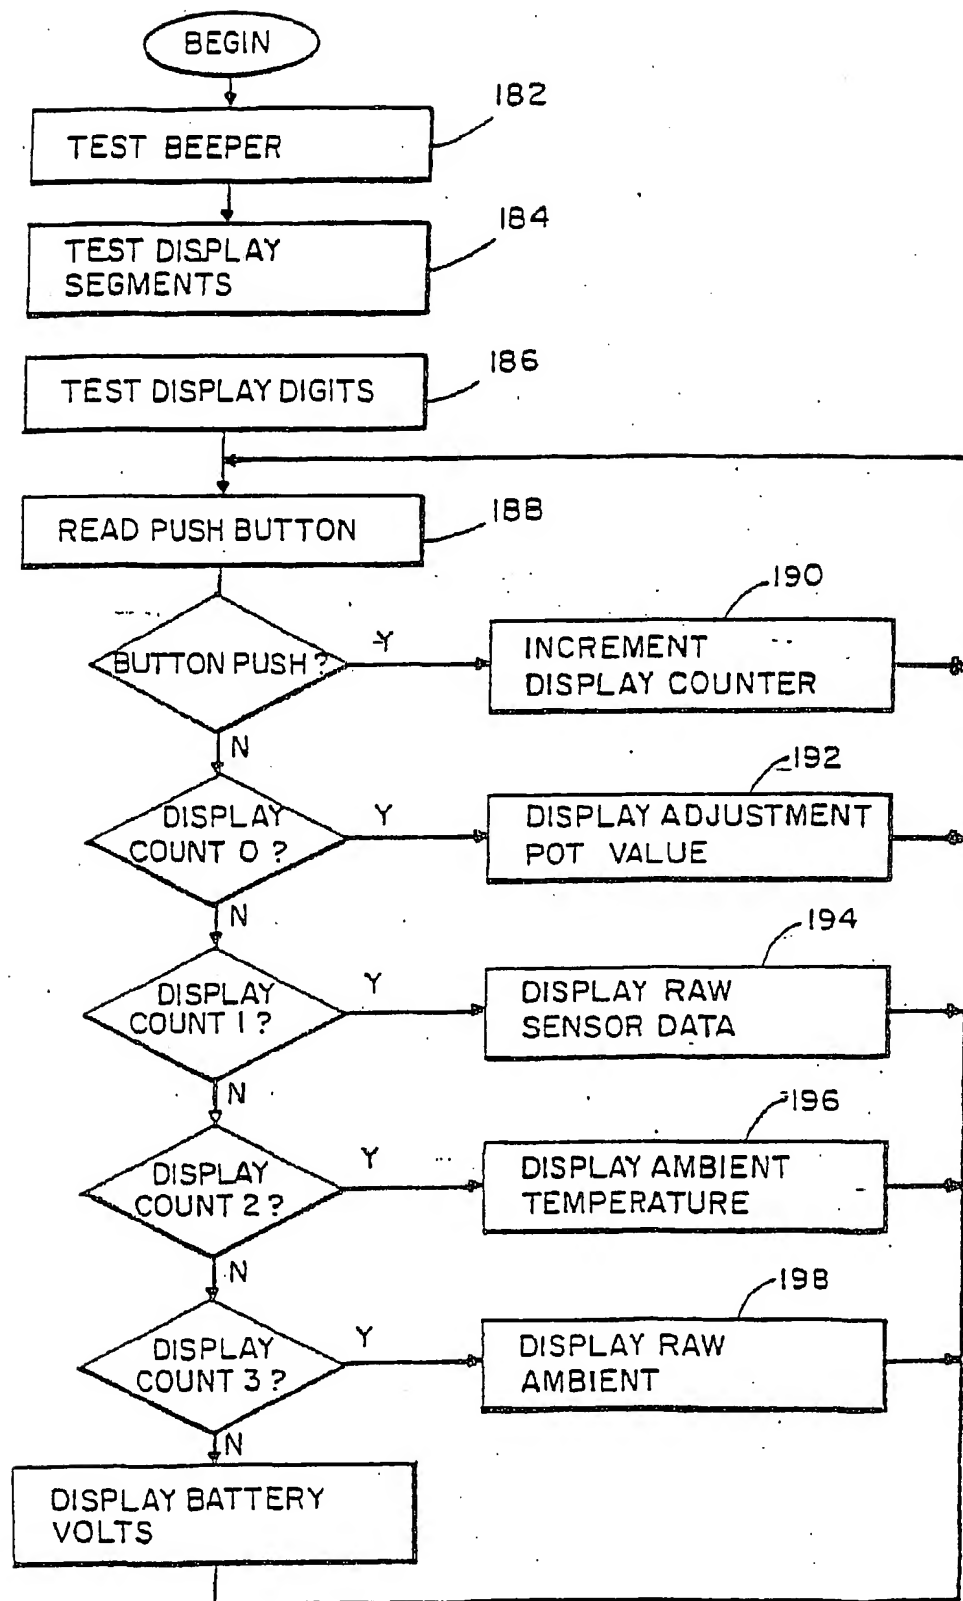 BEGIN
182
TEST BEEPER
184
TEST DISPLAY
SEGMENTS
186
TEST DISPLAY DIGITS
188
READ PUSH BUTTON
190
BUTTON PUSH?
Y
INCREMENT
DISPLAY COUNTER
N
192
DISPLAY
COUNT 0?
Y
DISPLAY ADJUSTMENT
POT VALUE
N
194
DISPLAY
COUNT 1?
Y
DISPLAY RAW
SENSOR DATA
N
196
DISPLAY
COUNT 2?
Y
DISPLAY AMBIENT
TEMPERATURE
N
198
DISPLAY
COUNT 3?
Y
DISPLAY RAW
AMBIENT
N
DISPLAY BATTERY
VOLTS